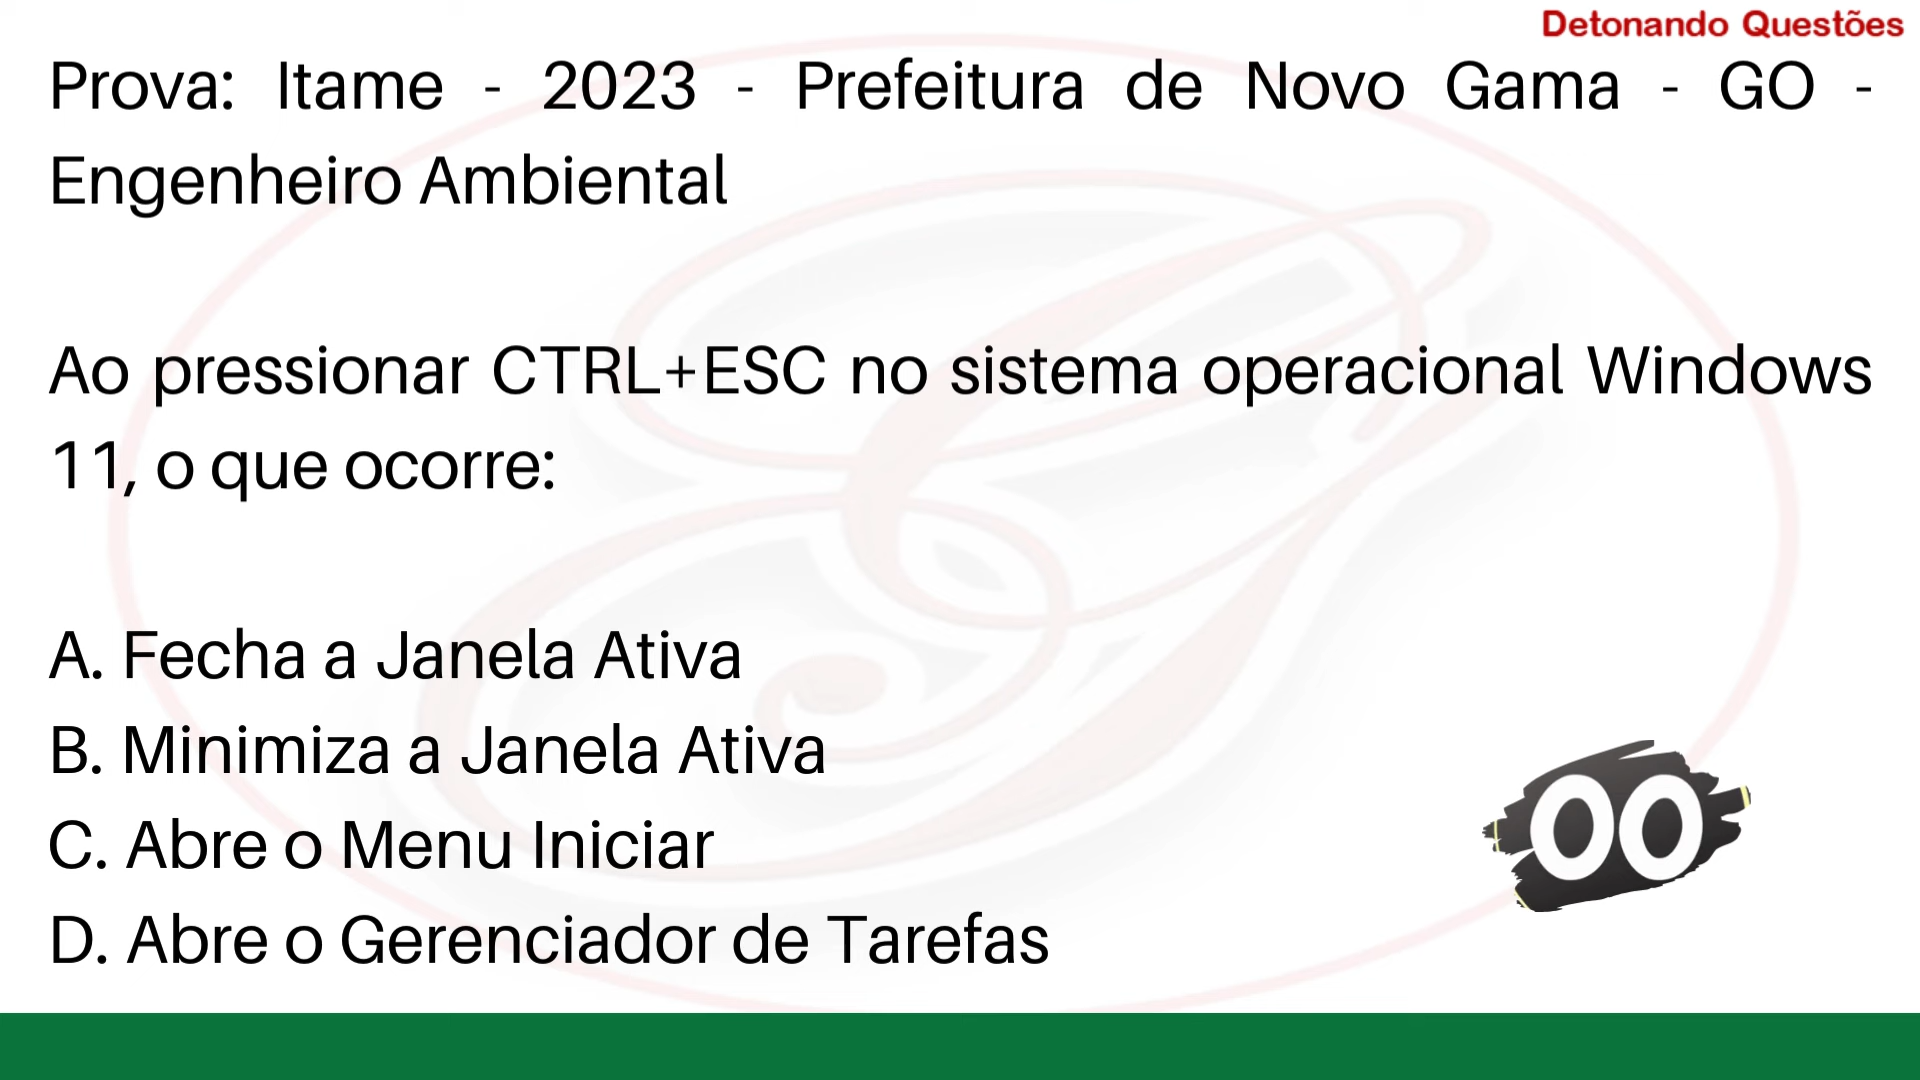 Detonando Questões
Prova: Itame - 2023 - Prefeitura de Novo Gama - GO -
Engenheiro Ambiental
Ao pressionar CTRL+ESC no sistema operacional Windows
11, o que ocorre:
A. Fecha a Janela Ativa
B. Minimiza a Janela Ativa
C. Abre o Menu Iniciar
D. Abre o Gerenciador de Tarefas
00